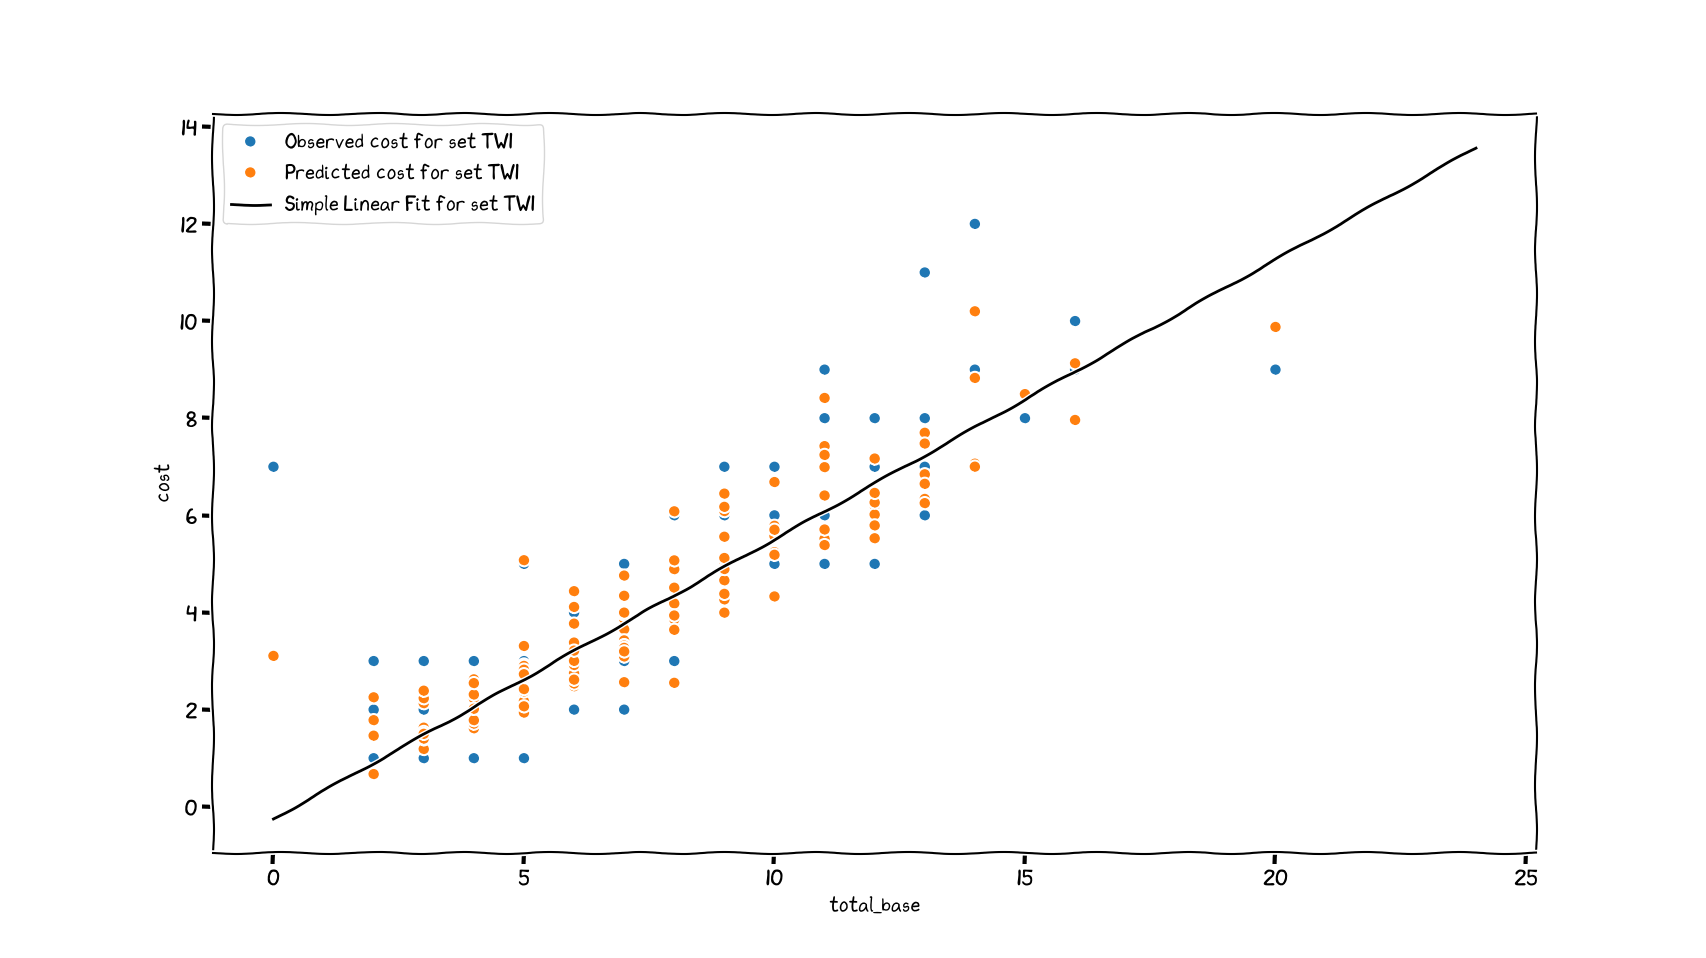 Observed cost for set TWI
Predicted cost for set TWI
Simple Linear Fit for set TWI
14
12
10
8
6
4
2
0
cost
0 5 10 15 20 25
total_base